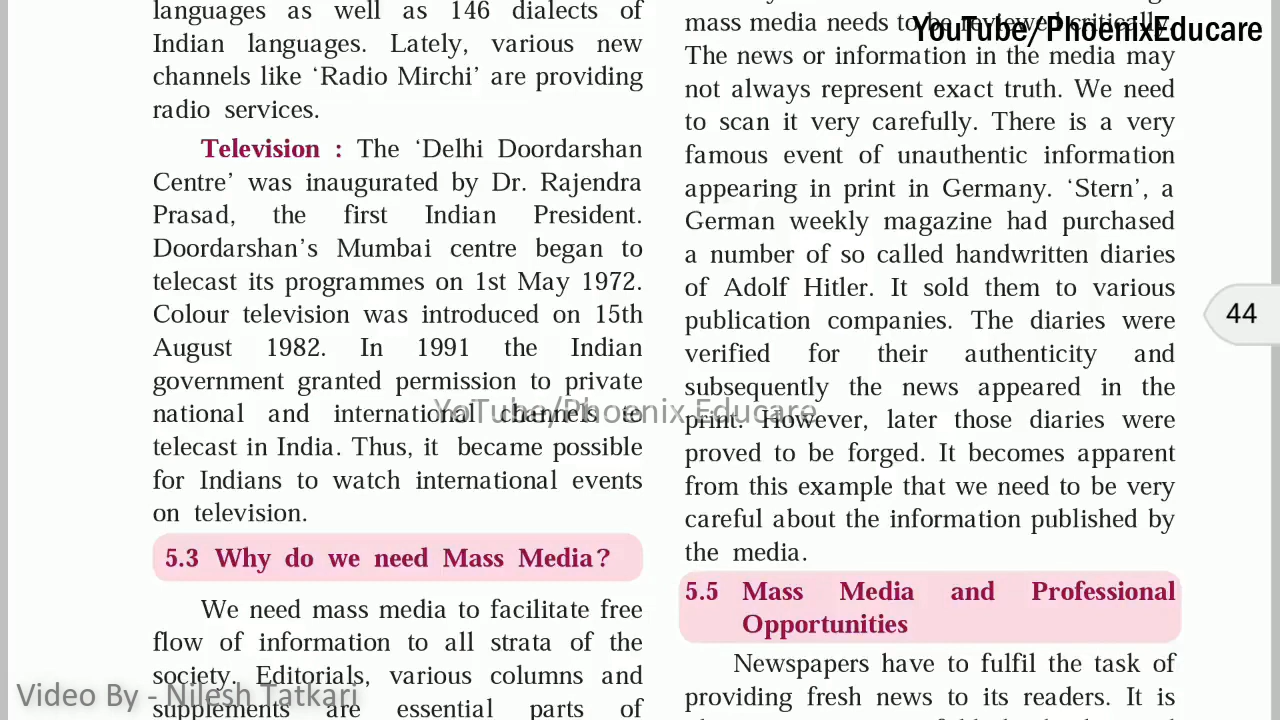 languages as well as 146 dialects of
Indian languages. Lately, various new
channels like ‘Radio Mirchi’ are providing
radio services.
Television : The ‘Delhi Doordarshan
Centre’ was inaugurated by Dr. Rajendra
Prasad, the first Indian President.
Doordarshan’s Mumbai centre began to
telecast its programmes on 1st May 1972.
Colour television was introduced on 15th
August 1982. In 1991 the Indian
government granted permission to private
national and international channels to
telecast in India. Thus, it became possible
for Indians to watch international events
on television.
5.3 Why do we need Mass Media?
We need mass media to facilitate free
flow of information to all strata of the
society. Editorials, various columns and
supplements are essential parts of
mass media needs to be reviewed critically.
The news or information in the media may
not always represent exact truth. We need
to scan it very carefully. There is a very
famous event of unauthentic information
appearing in print in Germany. ‘Stern’, a
German weekly magazine had purchased
a number of so called handwritten diaries
of Adolf Hitler. It sold them to various
publication companies. The diaries were
verified for their authenticity and
subsequently the news appeared in the
print. However, later those diaries were
proved to be forged. It becomes apparent
from this example that we need to be very
careful about the information published by
the media.
5.5 Mass Media and Professional
Opportunities
Newspapers have to fulfil the task of
providing fresh news to its readers. It is
YouTube/PhoenixEducare
44
YoTube/Phoenix Educare
Video By - Nilesh Tatkari